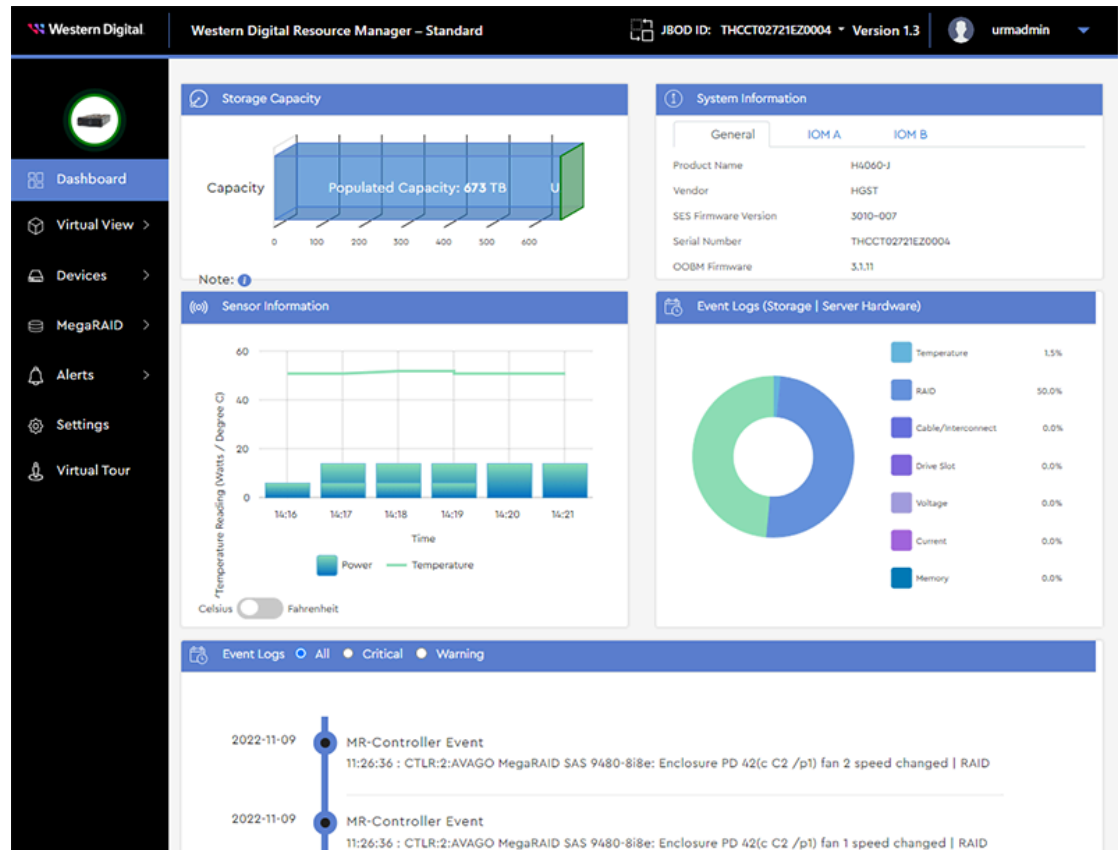 Western Digital.
Western Digital Resource Manager – Standard
JBOD ID: THCCT02721EZ0004
Version 1.3
urmadmin
Dashboard
Virtual View
Devices
MegaRAID
Alerts
Settings
Virtual Tour
Storage Capacity
Capacity
Populated Capacity: 673 TB
U
0 100 200 300 400 500 600
Note:
System Information
General IOM A IOM B
Product Name H4060-J
Vendor HGST
SES Firmware Version 3010-007
Serial Number THCCT02721EZ0004
OOBM Firmware 3.1.11
Sensor Information
Temperature Reading (Watts / Degree C)
60
40
20
0
14:16 14:17 14:18 14:19 14:20 14:21
Time
Power Temperature
Celsius Fahrenheit
Event Logs (Storage | Server Hardware)
Temperature 1.5%
RAID 50.0%
Cable/Interconnect 0.0%
Drive Slot 0.0%
Voltage 0.0%
Current 0.0%
Memory 0.0%
Event Logs All Critical Warning
2022-11-09
MR-Controller Event
11:26:36 : CTLR:2:AVAGO MegaRAID SAS 9480-8i8e: Enclosure PD 42(c C2 /p1) fan 2 speed changed | RAID
2022-11-09
MR-Controller Event
11:26:36 : CTLR:2:AVAGO MegaRAID SAS 9480-8i8e: Enclosure PD 42(c C2 /p1) fan 1 speed changed | RAID